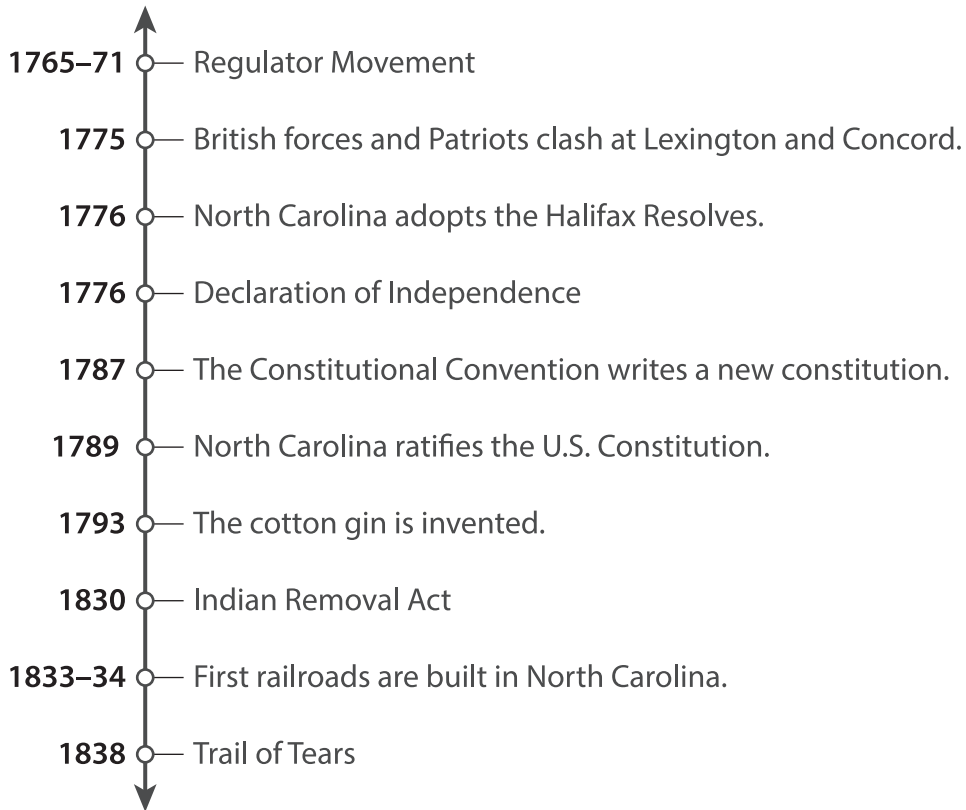 1765–71 Regulator Movement
1775 British forces and Patriots clash at Lexington and Concord.
1776 North Carolina adopts the Halifax Resolves.
1776 Declaration of Independence
1787 The Constitutional Convention writes a new constitution.
1789 North Carolina ratifies the U.S. Constitution.
1793 The cotton gin is invented.
1830 Indian Removal Act
1833–34 First railroads are built in North Carolina.
1838 Trail of Tears